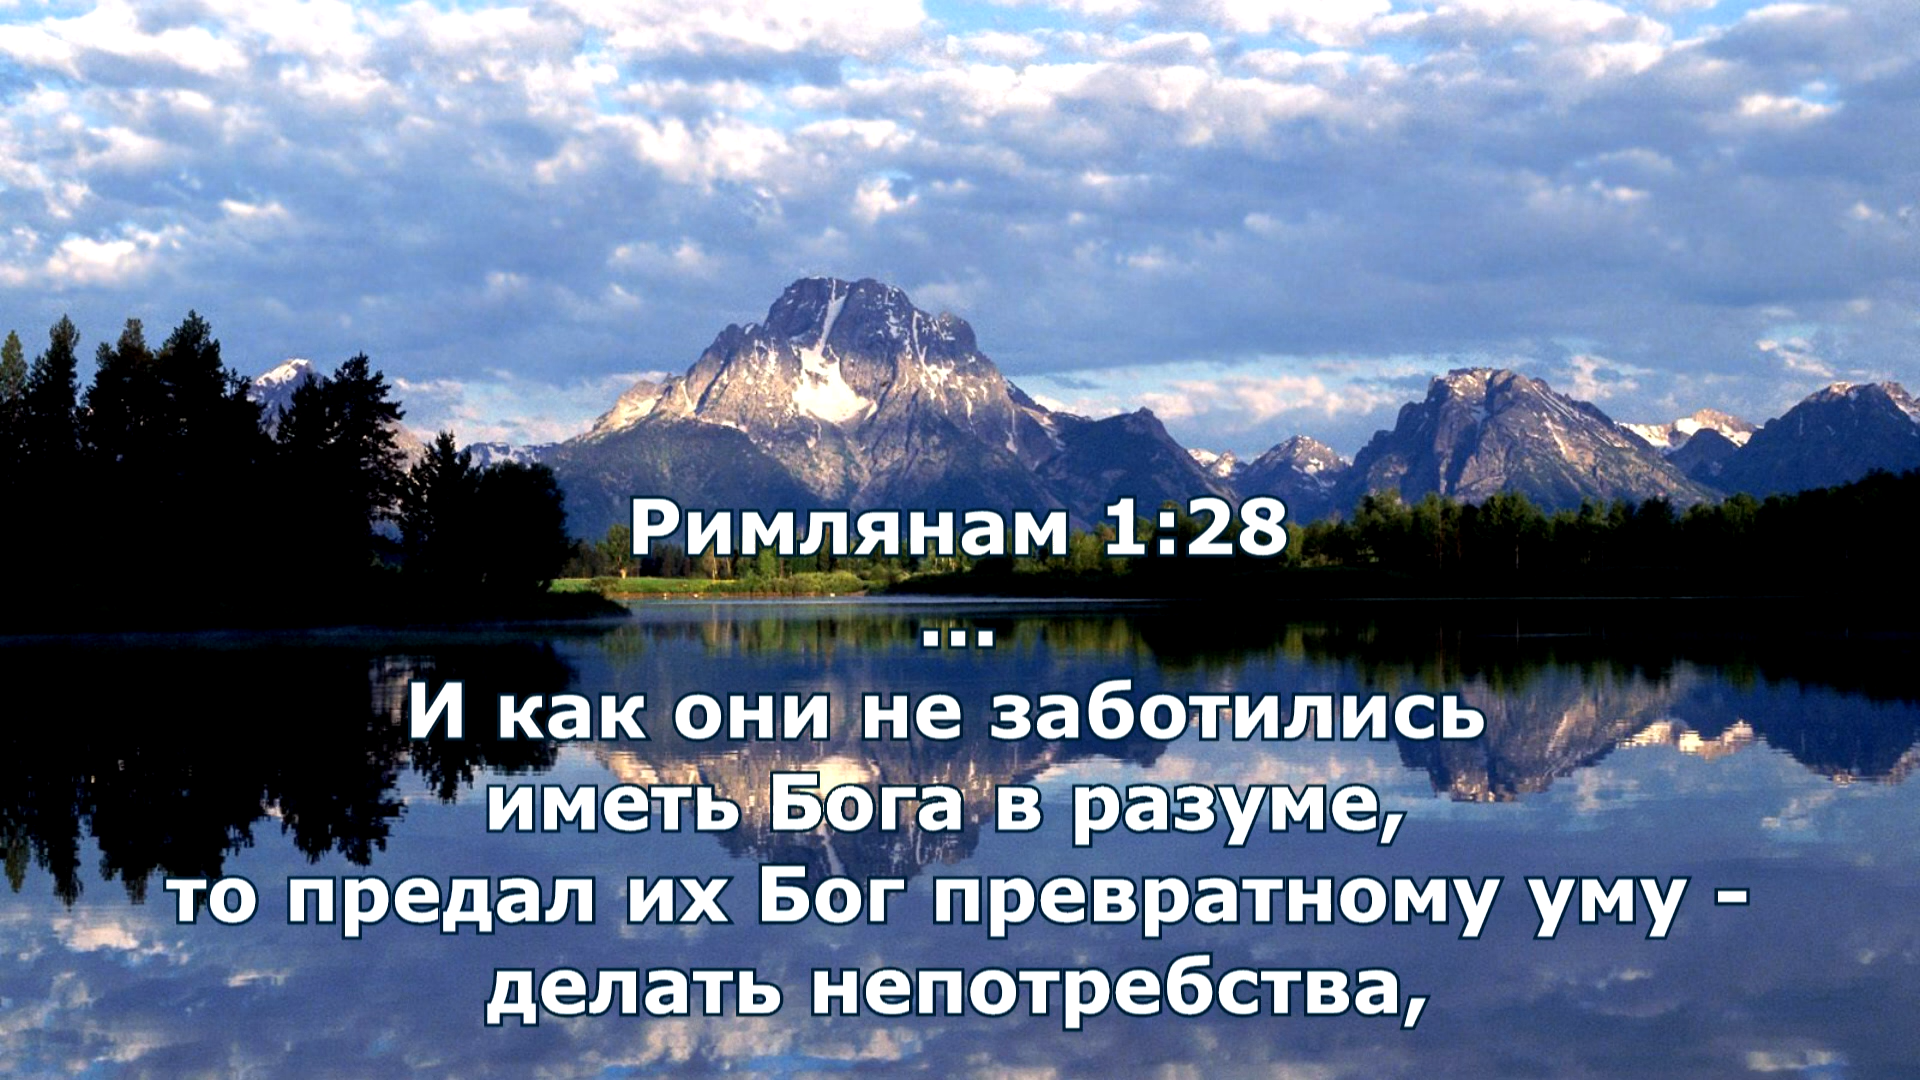 Римлянам 1:28
...
И как они не заботились
иметь Бога в разуме,
то предал их Бог превратному уму -
делать непотребства,